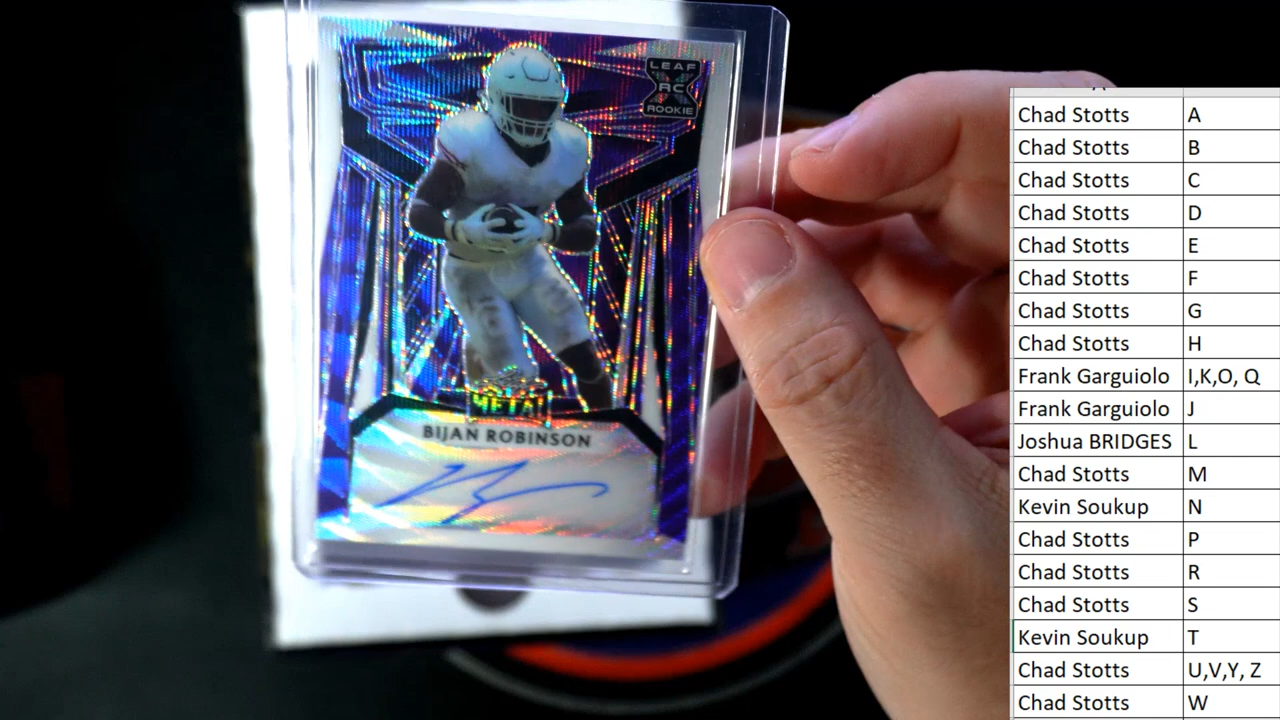 LEAF
RC
ROOKIE
METAL
BIJAN ROBINSON
Chad Stotts A
Chad Stotts B
Chad Stotts C
Chad Stotts D
Chad Stotts E
Chad Stotts F
Chad Stotts G
Chad Stotts H
Frank Garguiolo I,K,O, Q
Frank Garguiolo J
Joshua BRIDGES L
Chad Stotts M
Kevin Soukup N
Chad Stotts P
Chad Stotts R
Chad Stotts S
Kevin Soukup T
Chad Stotts U,V,Y, Z
Chad Stotts W